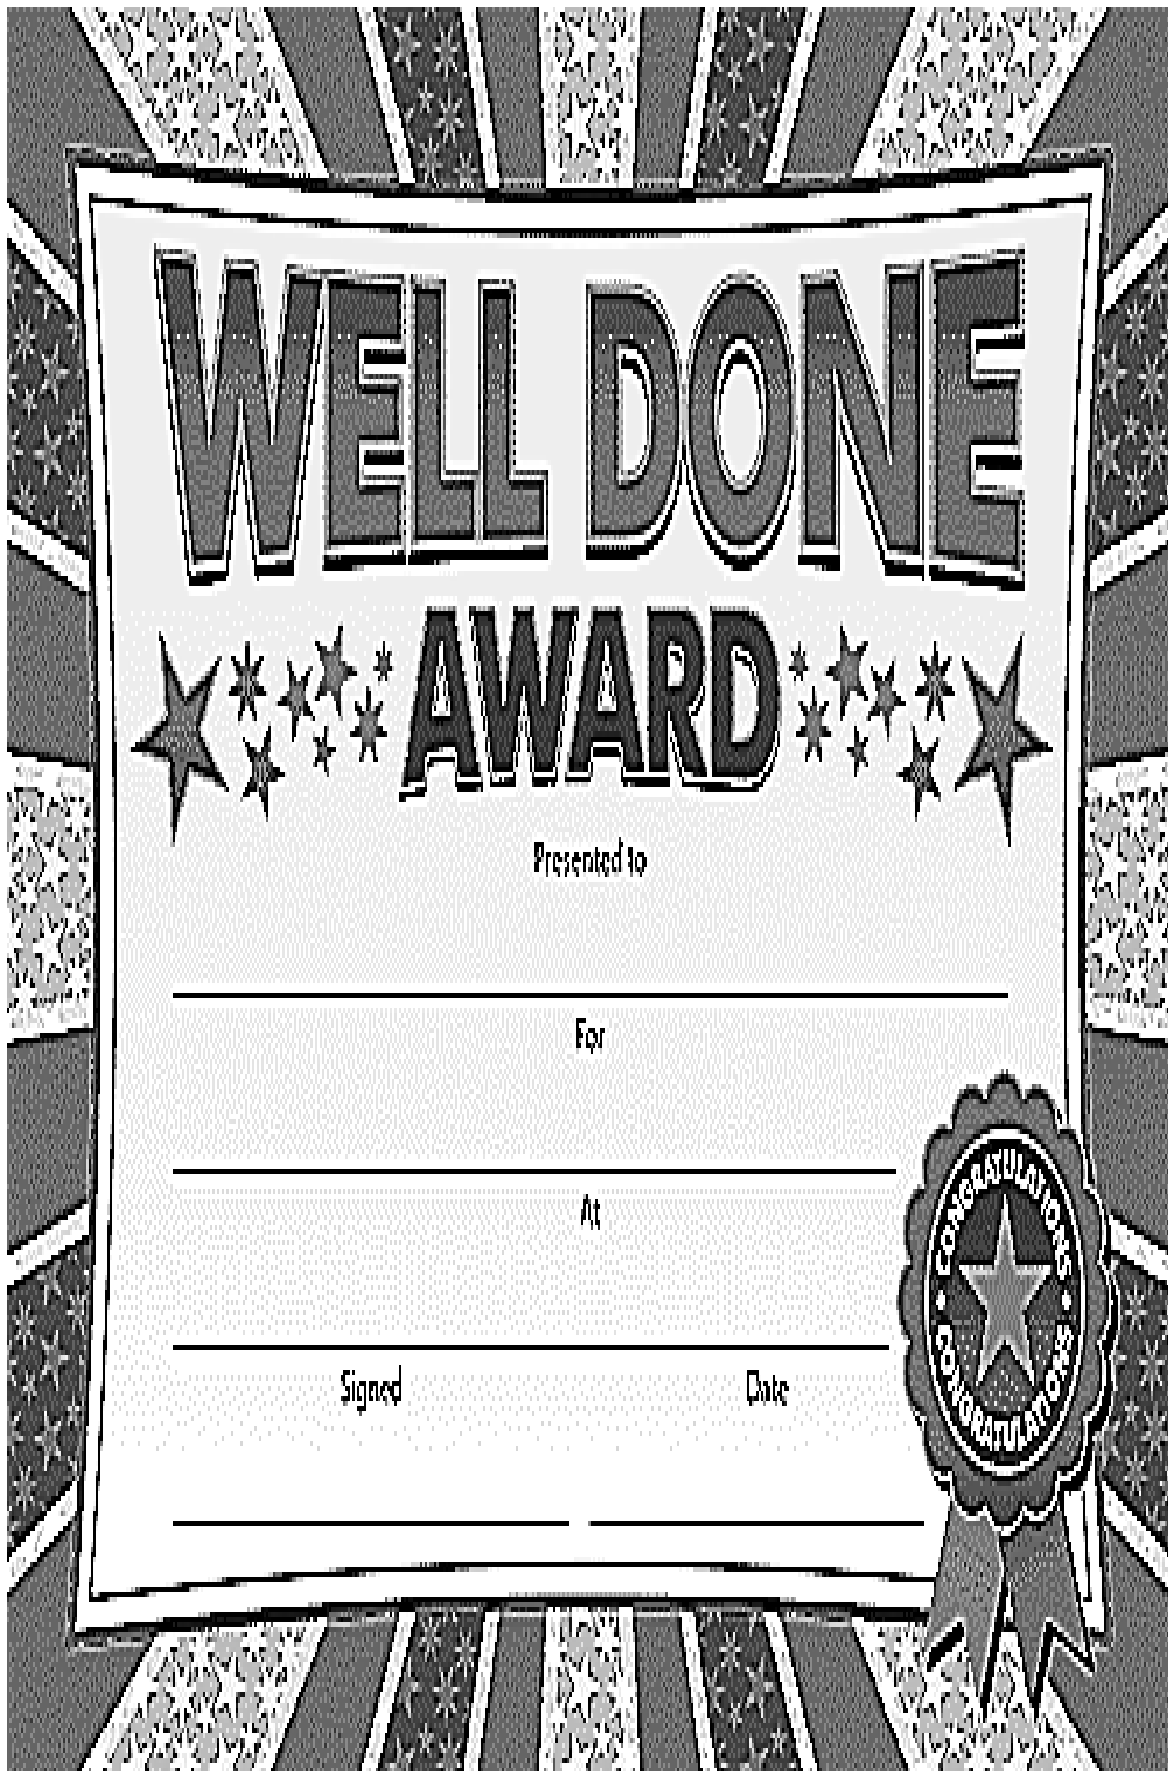 WELL DONE
AWARD
Presented to
For
At
Signed Date
CONGRATULATIONS
CONGRATULATIONS